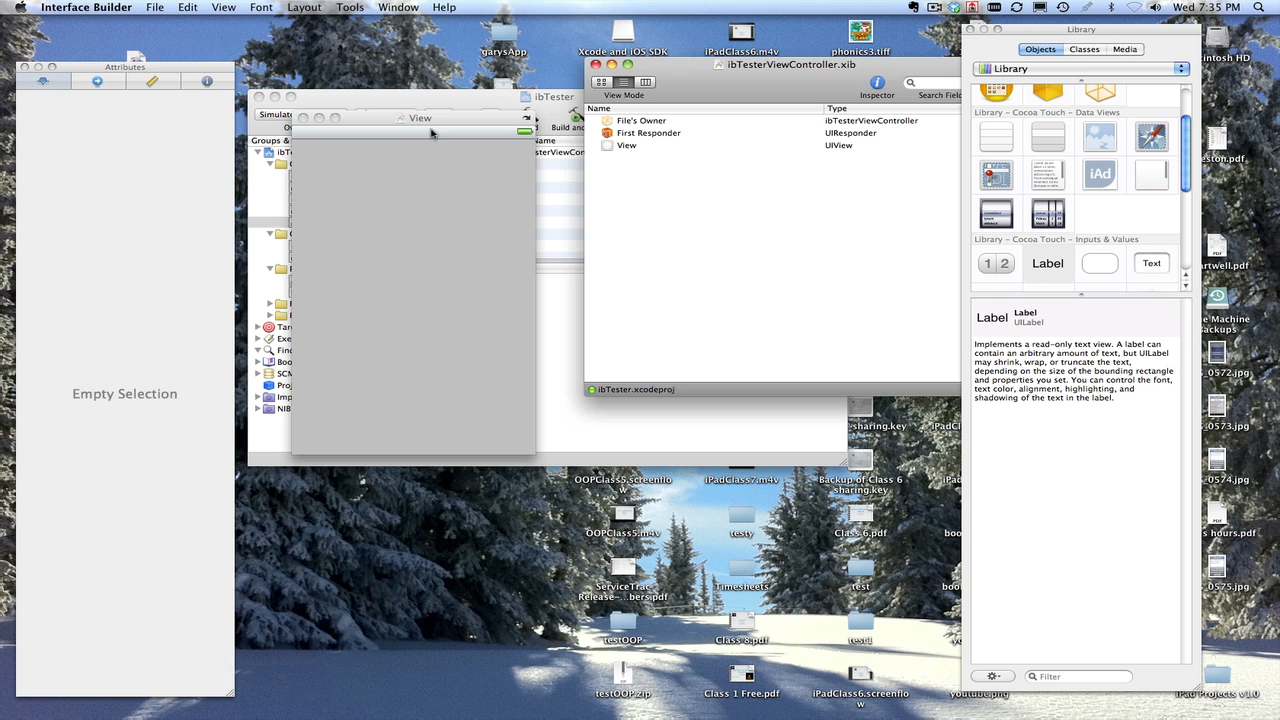 Interface Builder File Edit View Font Layout Tools Window Help
Wed 7:35 PM
garysApp
Xcode and iOS SDK
iPadClass6.m4v
phonics3.tiff
Attributes
Empty Selection
ibTester
Simulat
Build and
Groups &
Name
View
ibTesterViewController.xib
View Mode
Inspector
Search Field
Name Type
File's Owner ibTesterViewController
First Responder UIResponder
View UIView
ibTester.xcodeproj
Library
Objects Classes Media
Library
Library – Cocoa Touch – Data Views
iAd
Library – Cocoa Touch – Inputs & Values
1 2 Label Text
Label
Label
UILabel
Implements a read-only text view. A label can
contain an arbitrary amount of text, but UILabel
may shrink, wrap, or truncate the text,
depending on the size of the bounding rectangle
and properties you set. You can control the font,
text color, alignment, highlighting, and
shadowing of the text in the label.
Filter
OOPClass5.screenflo
w
iPadClass7.m4v
Backup of Class 6
sharing.key
OOPClass5.m4v
testy
Class 6.pdf
ServiceTrac
Release-...bers.pdf
Timesheets
test
testOOP
Class 8.pdf
test1
testOOP.zip
Class 1 Free.pdf
iPadClass6.screenflo
w
youtube.png
iPad Projects v1.0